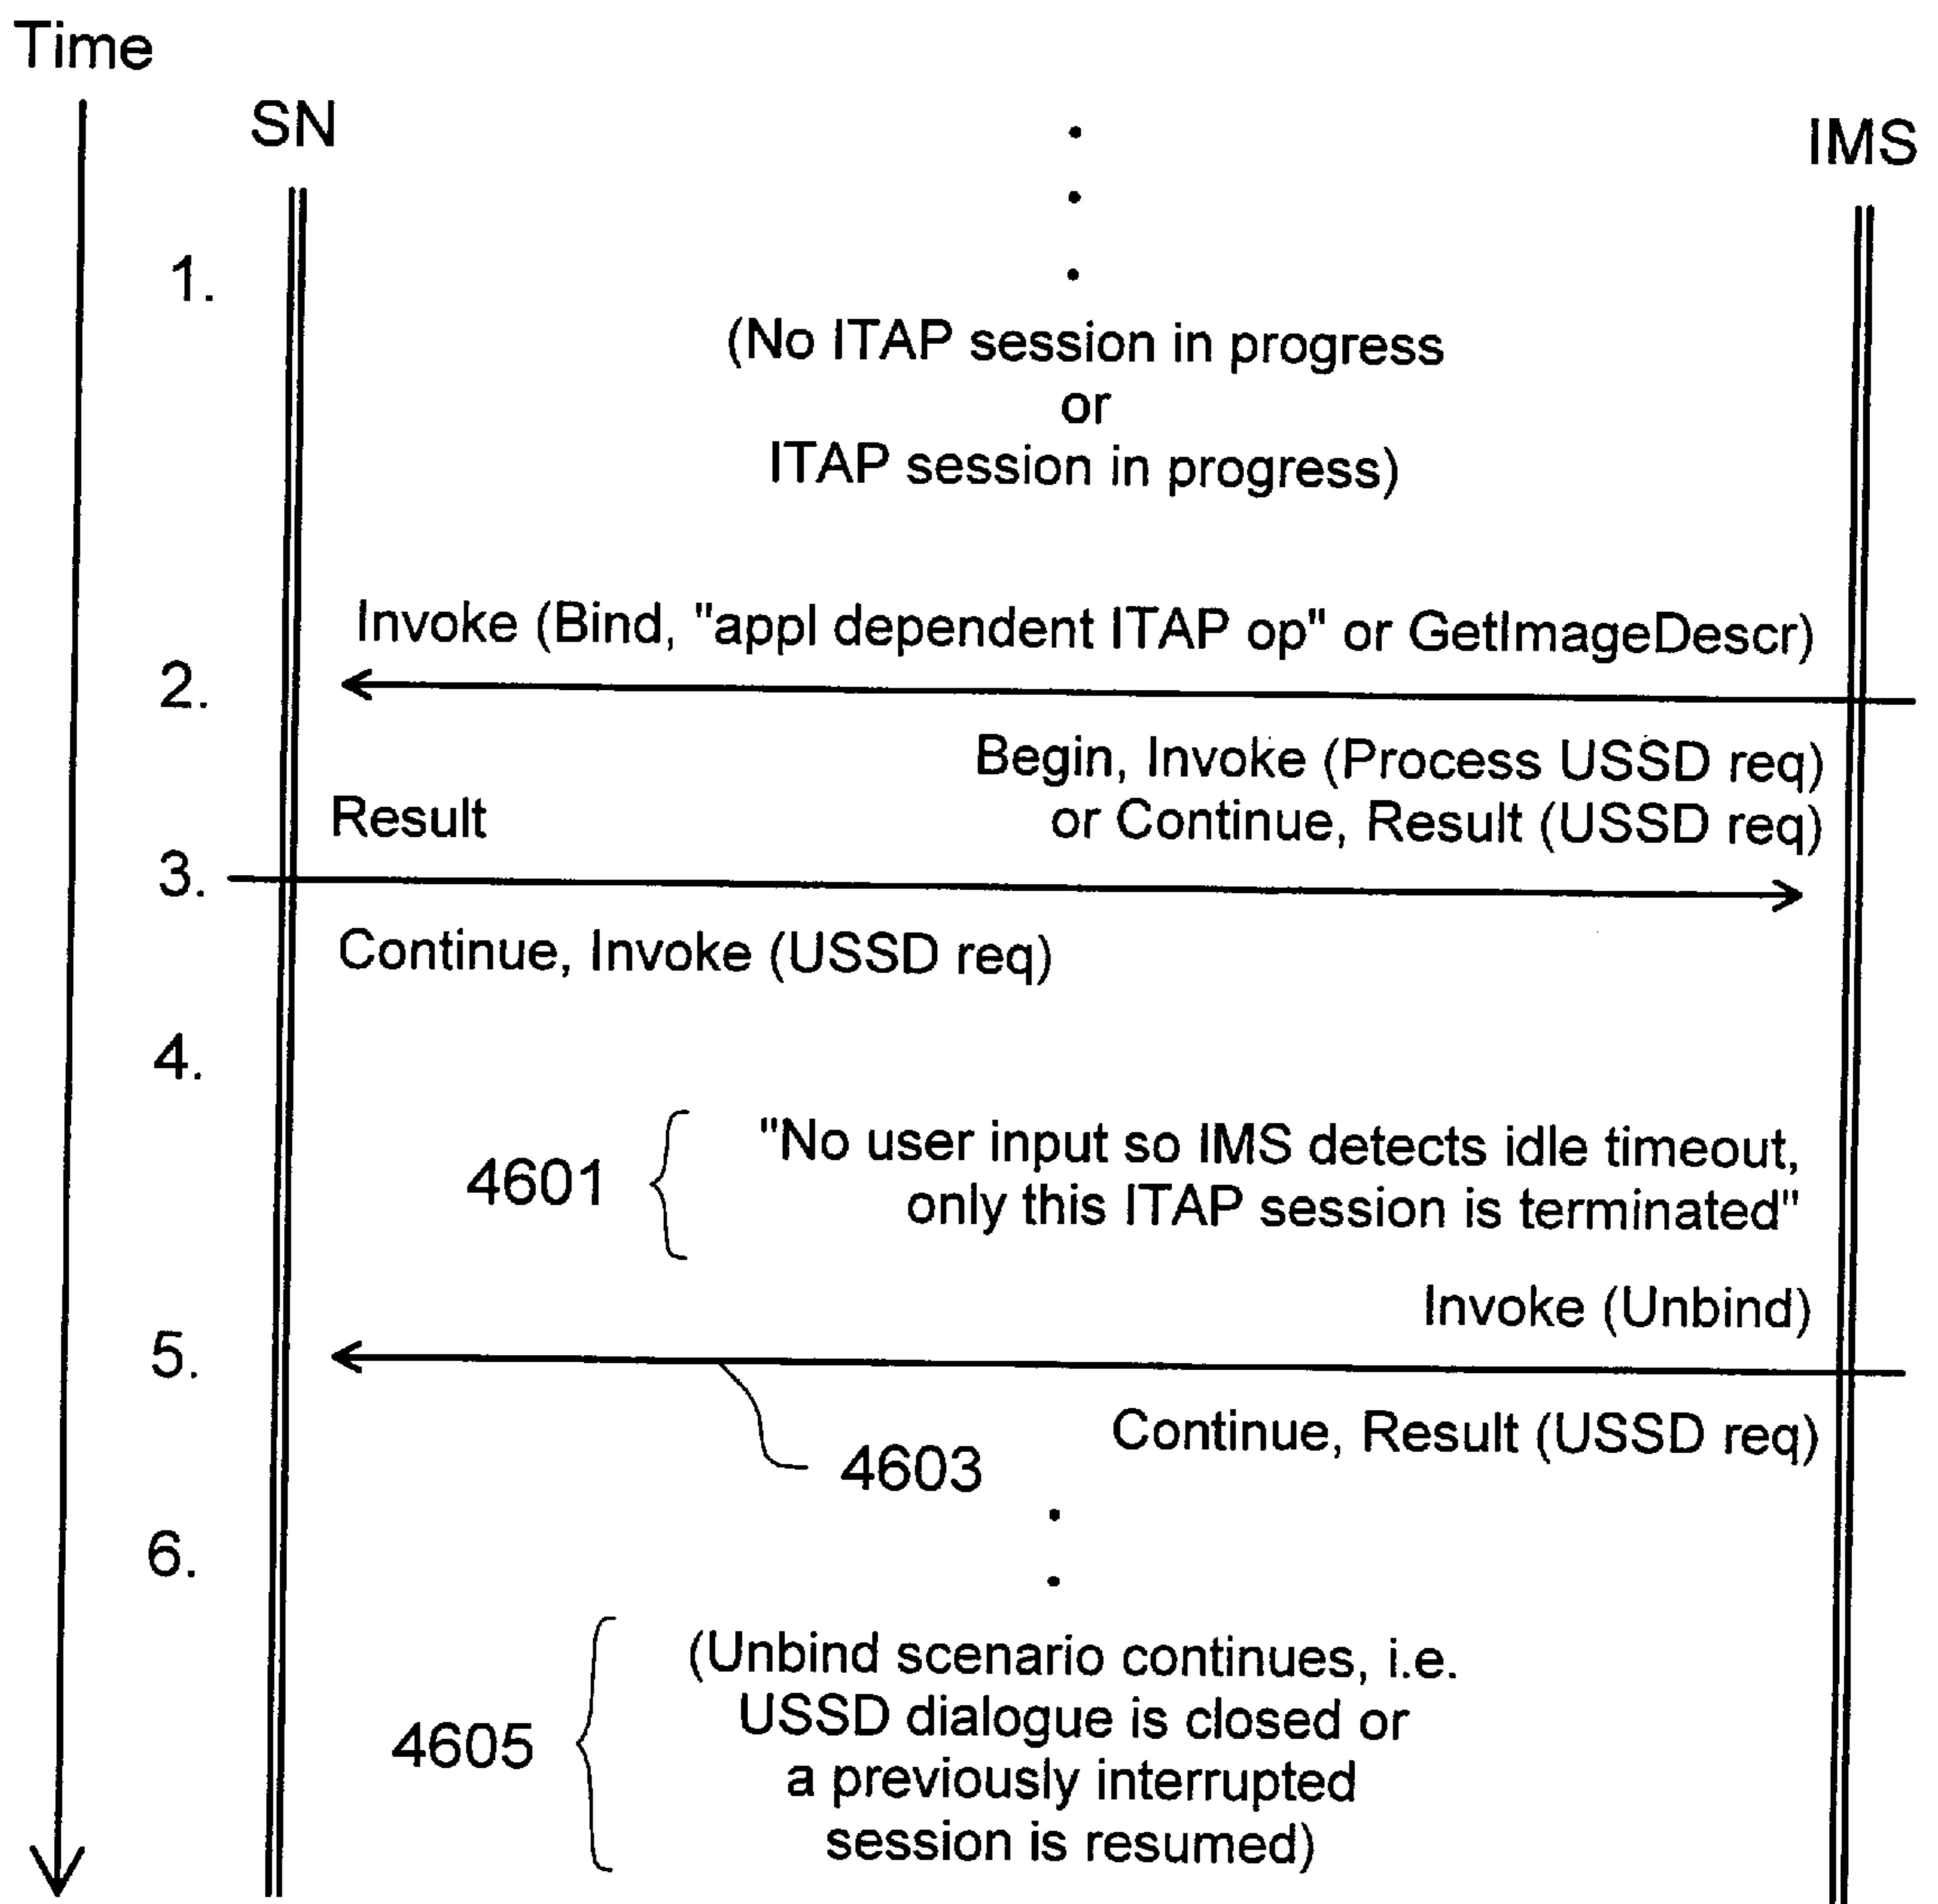 Time
SN
IMS
1.
(No ITAP session in progress
or
ITAP session in progress)
Invoke (Bind, "appl dependent ITAP op" or GetImageDescr)
2.
Begin, Invoke (Process USSD req)
or Continue, Result (USSD req)
Result
3.
Continue, Invoke (USSD req)
4.
4601
"No user input so IMS detects idle timeout,
only this ITAP session is terminated"
Invoke (Unbind)
5.
Continue, Result (USSD req)
4603
6.
4605
(Unbind scenario continues, i.e.
USSD dialogue is closed or
a previously interrupted
session is resumed)